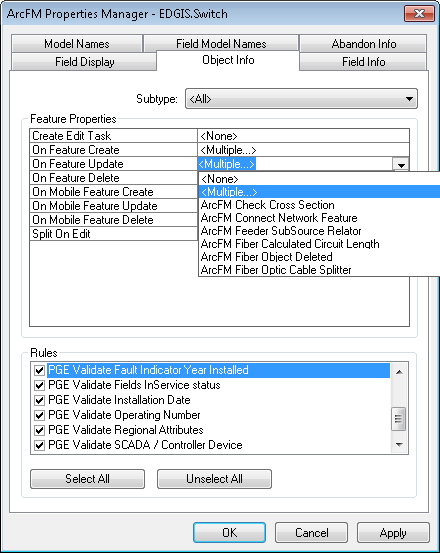 ArcFM Properties Manager - EDGIS.Switch
Model Names
Field Model Names
Abandon Info
Field Display
Object Info
Field Info
Subtype:
<All>
Feature Properties
Create Edit Task <None>
On Feature Create <Multiple...>
On Feature Update <Multiple...>
On Feature Delete
On Mobile Feature Create
On Mobile Feature Update
On Mobile Feature Delete
Split On Edit
<None>
<Multiple...>
ArcFM Check Cross Section
ArcFM Connect Network Feature
ArcFM Feeder SubSource Relator
ArcFM Fiber Calculated Circuit Length
ArcFM Fiber Object Deleted
ArcFM Fiber Optic Cable Splitter
Rules
PGE Validate Fault Indicator Year Installed
PGE Validate Fields InService status
PGE Validate Installation Date
PGE Validate Operating Number
PGE Validate Regional Attributes
PGE Validate SCADA / Controller Device
Select All
Unselect All
OK
Cancel
Apply